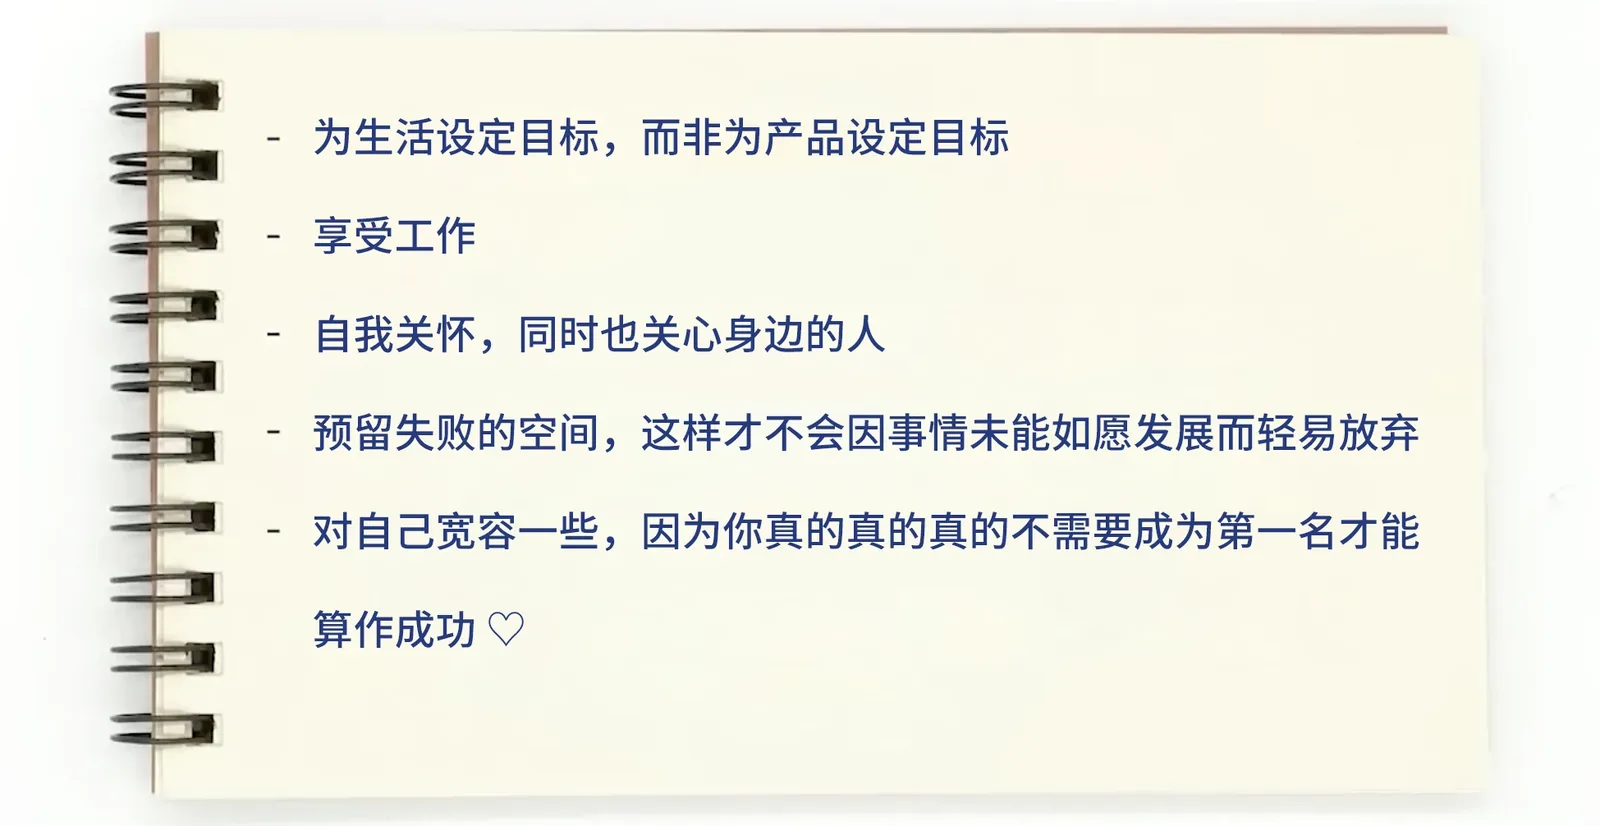 - 为生活设定目标，而非为产品设定目标
- 享受工作
- 自我关怀，同时也关心身边的人
- 预留失败的空间，这样才不会因事情未能如愿发展而轻易放弃
- 对自己宽容一些，因为你真的真的真的不需要成为第一名才能
算作成功 ♡